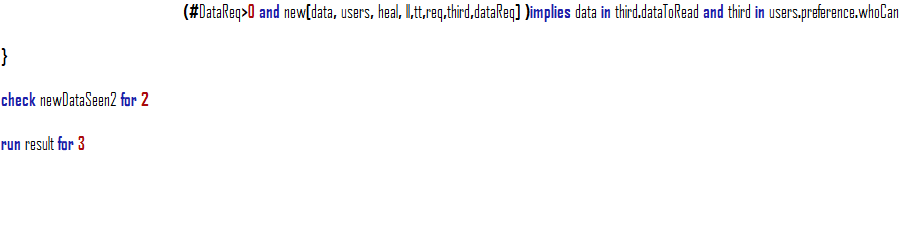 (#DataReq>0 and new[data, users, heal, ll,tt,req,third,dataReq] )implies data in third.dataToRead and third in users.preference.whoCan
}
check newDataSeen2 for 2
run result for 3